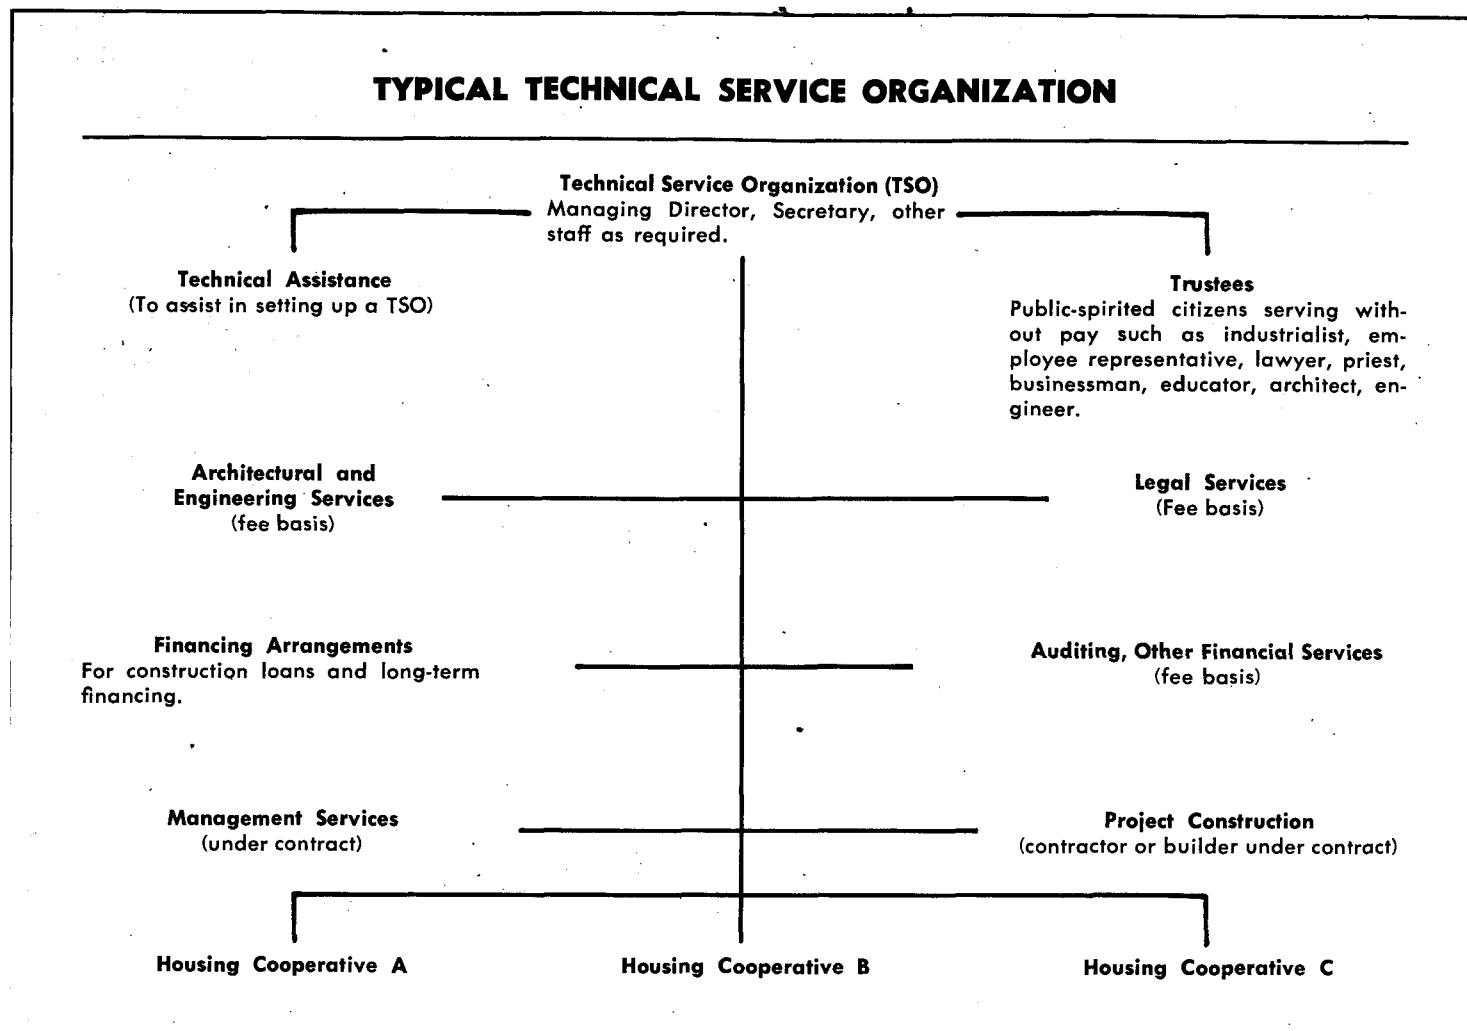 TYPICAL TECHNICAL SERVICE ORGANIZATION
Technical Service Organization (TSO)
Managing Director, Secretary, other
staff as required.
Technical Assistance
(To assist in setting up a TSO)
Trustees
Public-spirited citizens serving with-
out pay such as industrialist, em-
ployee representative, lawyer, priest,
businessman, educator, architect, en-
gineer.
Architectural and
Engineering Services
(fee basis)
Legal Services
(Fee basis)
Financing Arrangements
For construction loans and long-term
financing.
Auditing, Other Financial Services
(fee basis)
Management Services
(under contract)
Project Construction
(contractor or builder under contract)
Housing Cooperative A
Housing Cooperative B
Housing Cooperative C